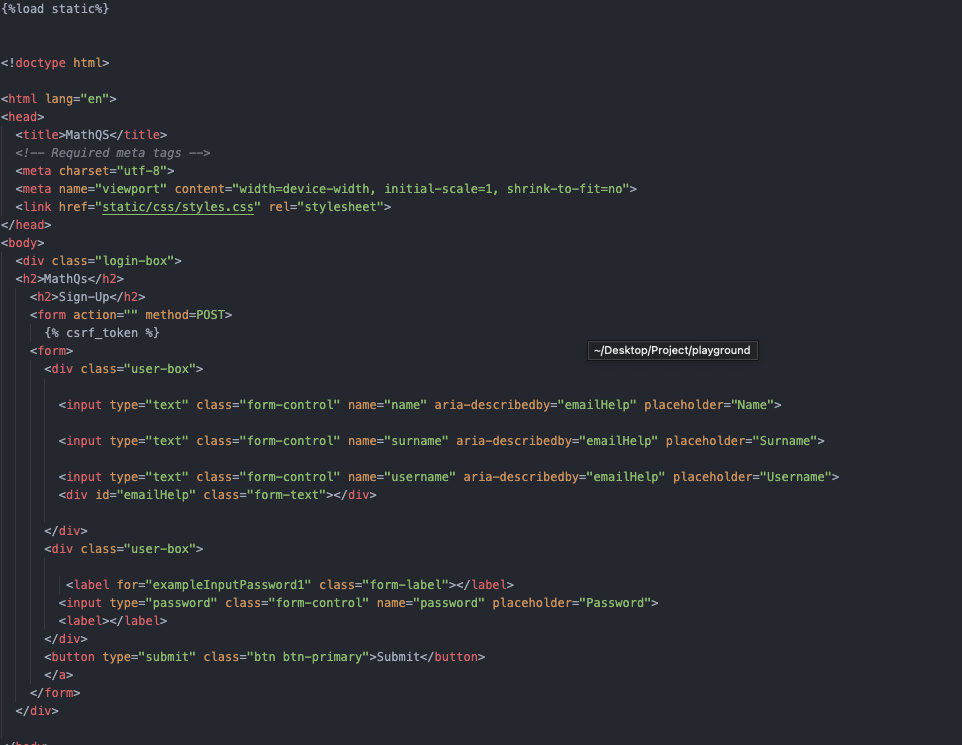 {%load static%}
<!doctype html>
<html lang="en">
<head>
<title>MathQS</title>
<!-- Required meta tags -->
<meta charset="utf-8">
<meta name="viewport" content="width=device-width, initial-scale=1, shrink-to-fit=no">
<link href="static/css/styles.css" rel="stylesheet">
</head>
<body>
<div class="login-box">
<h2>MathQs</h2>
<h2>Sign-Up</h2>
<form action="" method=POST>
{% csrf_token %}
<form>
~/Desktop/Project/playground
<div class="user-box">
<input type="text" class="form-control" name="name" aria-describedby="emailHelp" placeholder="Name">
<input type="text" class="form-control" name="surname" aria-describedby="emailHelp" placeholder="Surname">
<input type="text" class="form-control" name="username" aria-describedby="emailHelp" placeholder="Username">
<div id="emailHelp" class="form-text"></div>
</div>
<div class="user-box">
<label for="exampleInputPassword1" class="form-label"></label>
<input type="password" class="form-control" name="password" placeholder="Password">
<label></label>
</div>
<button type="submit" class="btn btn-primary">Submit</button>
</a>
</form>
</div>